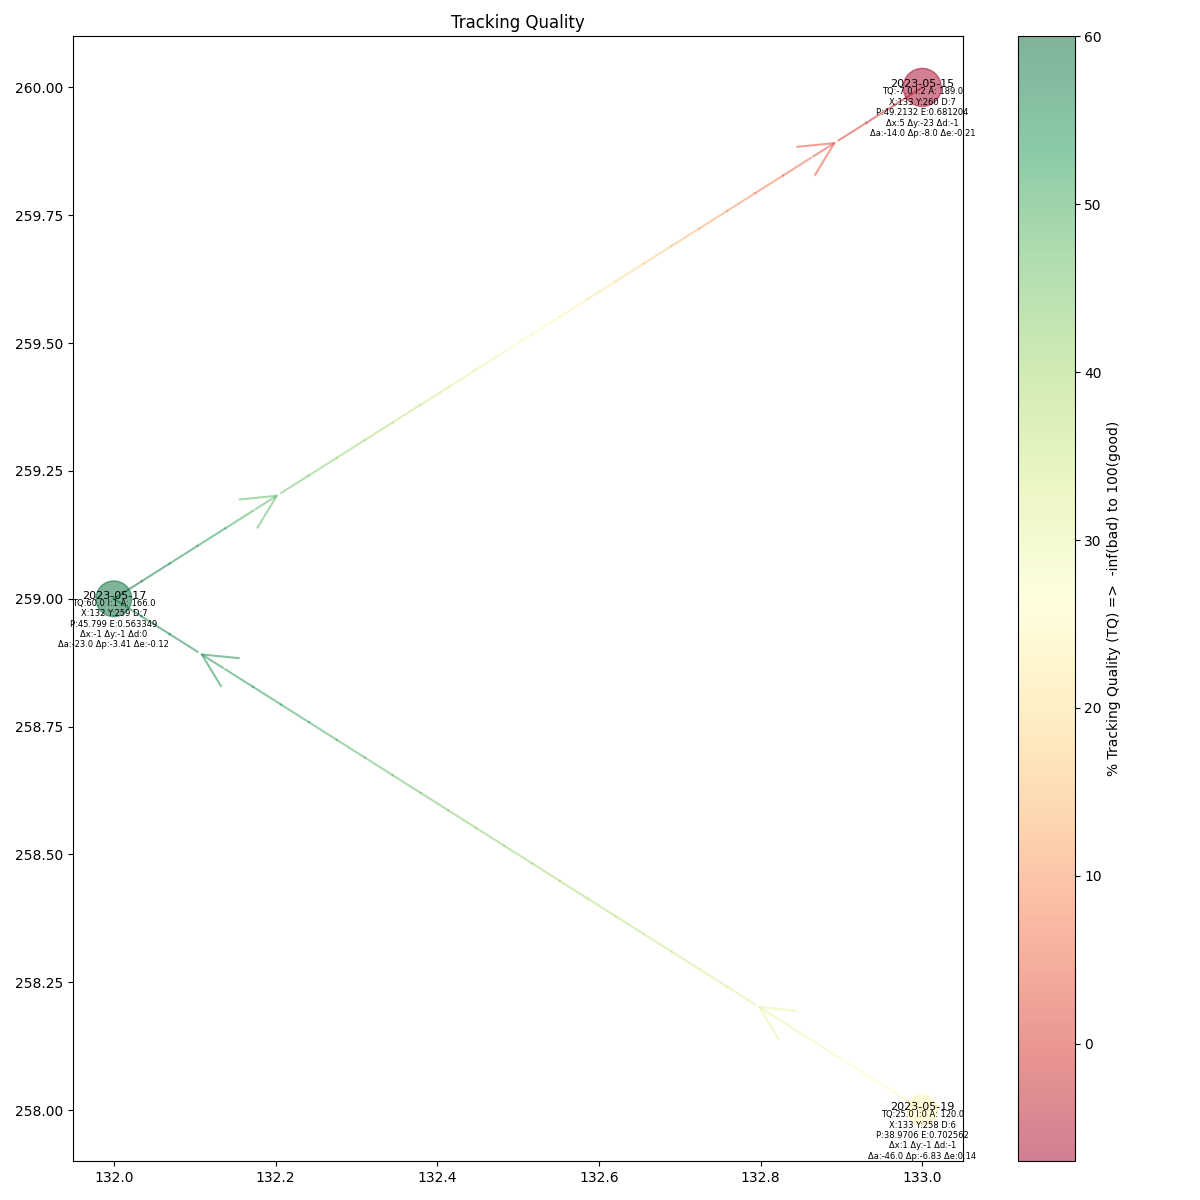 Tracking Quality
2023-05-15
TQ:-7.0 I:2 A: 189.0
X:133 Y:260 D:7
P:49.2132 E:0.681204
Δx:5 Δy:-23 Δd:-1
Δa:-14.0 Δp:-8.0 Δe:-0.21
2023-05-17
TQ:60.0 I:1 A: 166.0
X:132 Y:259 D:7
P:45.799 E:0.563349
Δx:-1 Δy:-1 Δd:0
Δa:-23.0 Δp:-3.41 Δe:-0.12
2023-05-19
TQ:25.0 I:0 A: 120.0
X:133 Y:258 D:6
P:38.9706 E:0.702562
Δx:1 Δy:-1 Δd:-1
Δa:-46.0 Δp:-6.83 Δe:0.14
260.00
259.75
259.50
259.25
259.00
258.75
258.50
258.25
258.00
132.0 132.2 132.4 132.6 132.8 133.0
60
50
40
30
20
10
0
% Tracking Quality (TQ) => -inf(bad) to 100(good)